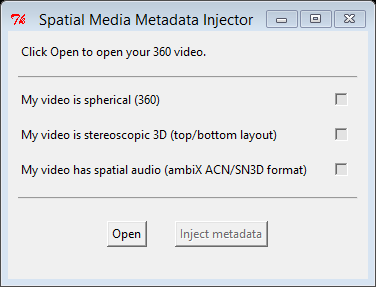 Spatial Media Metadata Injector
Click Open to open your 360 video.
My video is spherical (360)
My video is stereoscopic 3D (top/bottom layout)
My video has spatial audio (ambiX ACN/SN3D format)
Open Inject metadata